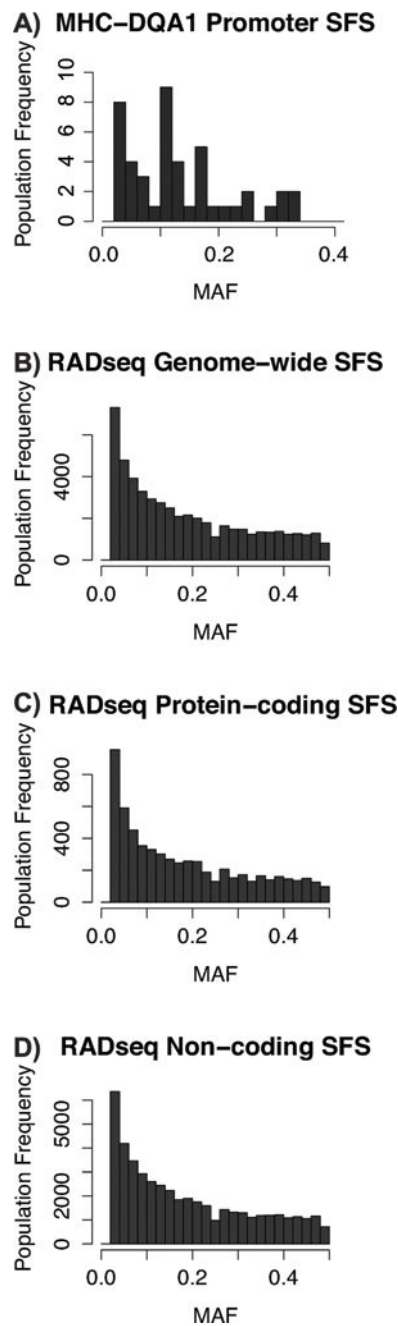 A) MHC–DQA1 Promoter SFS
Population Frequency
10
8
6
4
2
0
0.0 0.2 0.4
MAF
B) RADseq Genome–wide SFS
Population Frequency
4000
0
0.0 0.2 0.4
MAF
C) RADseq Protein–coding SFS
Population Frequency
800
400
0
0.0 0.2 0.4
MAF
D) RADseq Non–coding SFS
Population Frequency
5000
2000
0
0.0 0.2 0.4
MAF